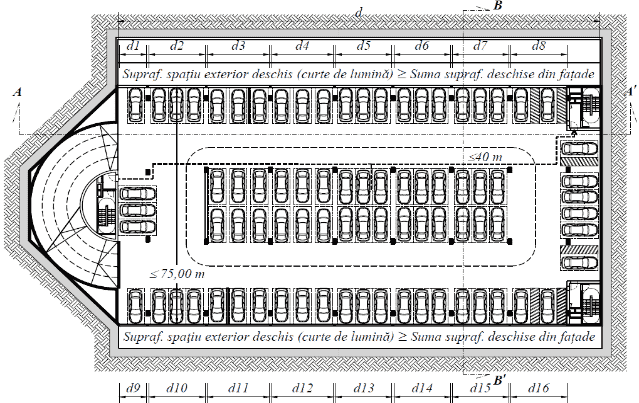 B
d
d1 d2 d3 d4 d5 d6 d7 d8
Supraf. spațiu exterior deschis (curte de lumină) ≥ Suma supraf. deschise din fațade
A A'
≤40 m
≤ 75,00 m
Supraf. spațiu exterior deschis (curte de lumină) ≥ Suma supraf. deschise din fațade
B'
d9 d10 d11 d12 d13 d14 d15 d16